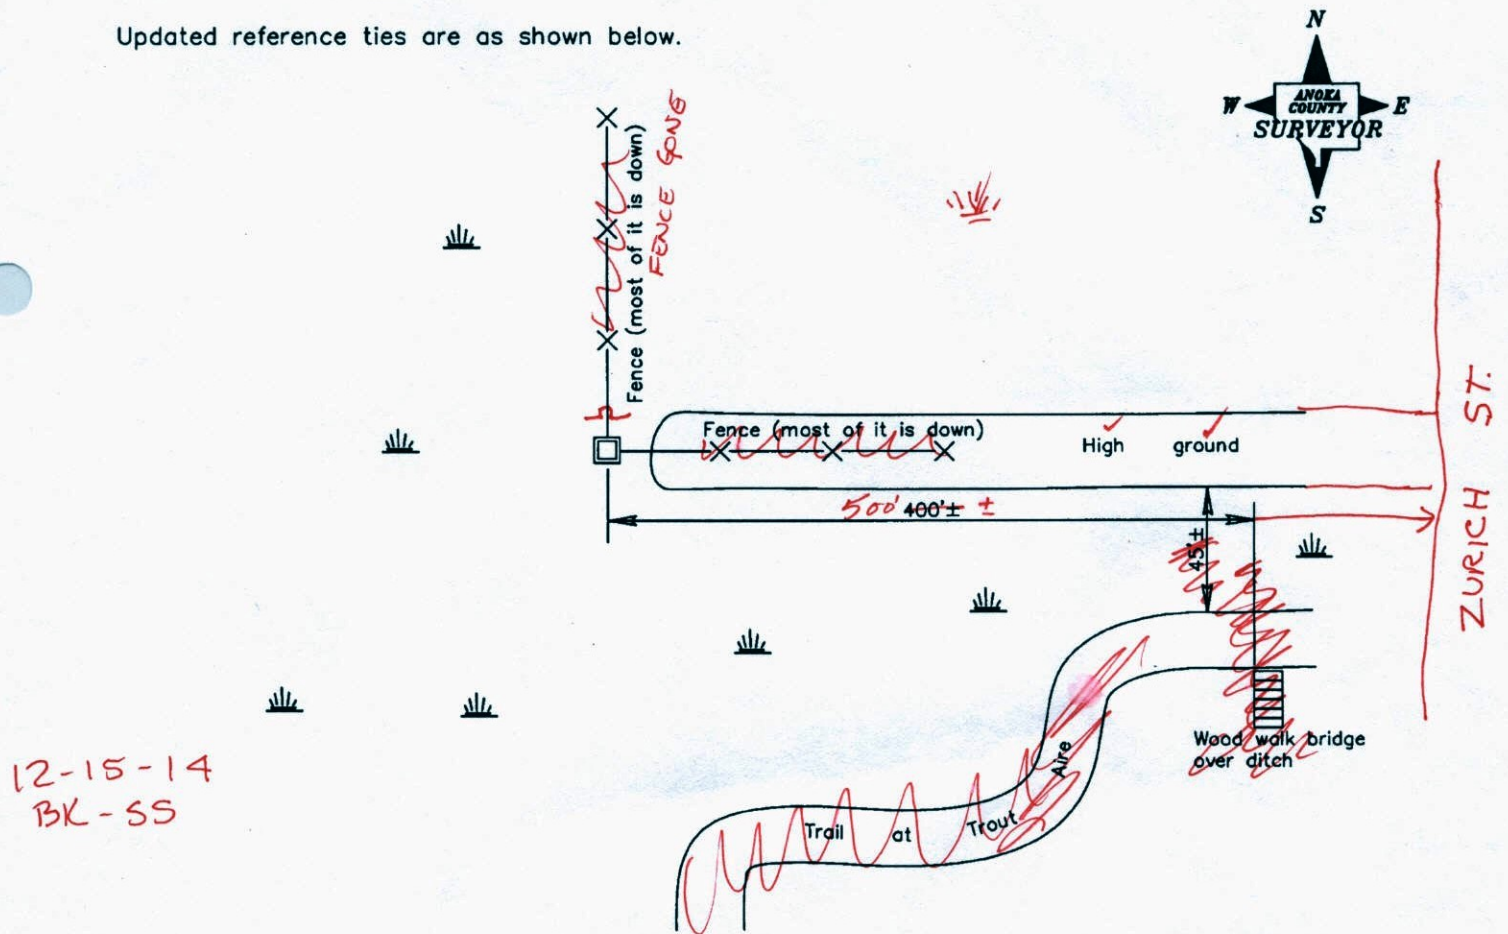 Updated reference ties are as shown below.
N
W
ANOKA
COUNTY
SURVEYOR
E
S
Fence (most of it is down)
FENCE GONE
Fence (most of it is down)
High ground
500' 400'± ±
45'±
ZURICH ST.
Wood walk bridge
over ditch
Trail at Trout Aire
12-15-14
BK-SS